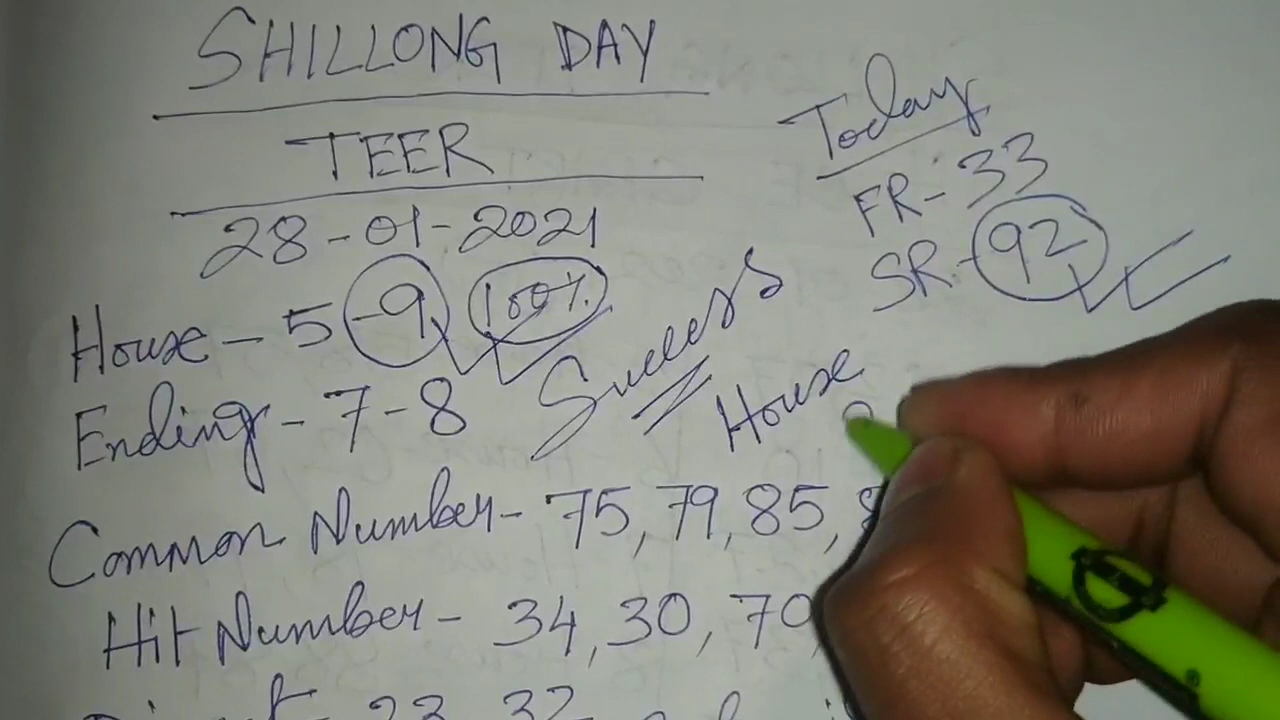 SHILLONG DAY
TEER
28-01-2021
Today
FR-33
SR-92
House-5-9 100%
Success
House
Ending-7-8
Common Number-75,79,85,
Hit Number-34,30,70